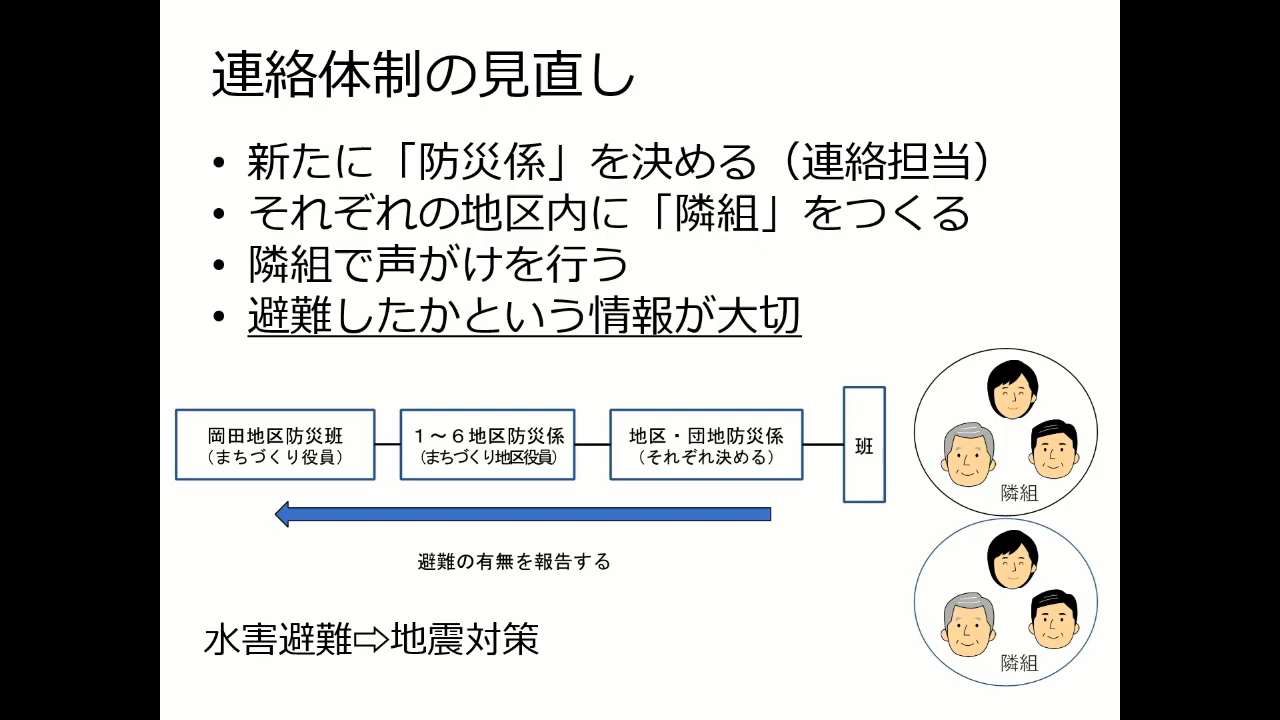 連絡体制の見直し
• 新たに「防災係」を決める（連絡担当）
• それぞれの地区内に「隣組」をつくる
• 隣組で声がけを行う
• 避難したかという情報が大切
岡田地区防災班
（まちづくり役員）
１～６地区防災係
（まちづくり地区役員）
地区・団地防災係
（それぞれ決める）
班
隣組
避難の有無を報告する
水害避難⇨地震対策
隣組